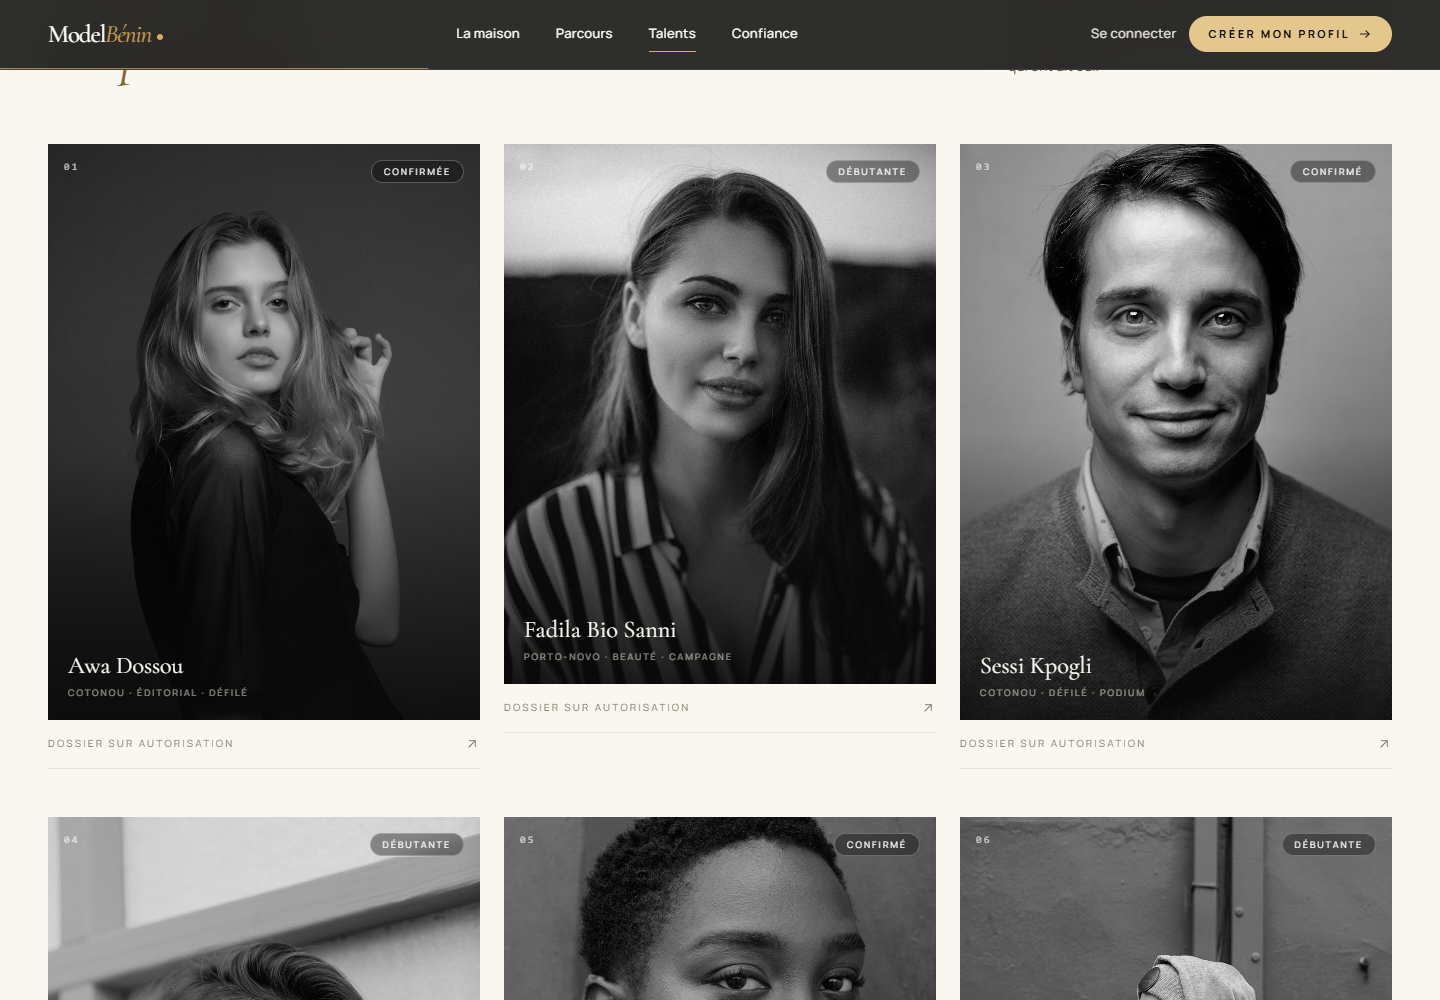 ModelBénin
La maison
Parcours
Talents
Confiance
Se connecter
CRÉER MON PROFIL →
01
CONFIRMÉE
Awa Dossou
COTONOU · ÉDITORIAL · DÉFILÉ
DOSSIER SUR AUTORISATION
02
DÉBUTANTE
Fadila Bio Sanni
PORTO-NOVO · BEAUTÉ · CAMPAGNE
DOSSIER SUR AUTORISATION
03
CONFIRMÉ
Sessi Kpogli
COTONOU · DÉFILÉ · PODIUM
DOSSIER SUR AUTORISATION
04
DÉBUTANTE
05
CONFIRMÉ
06
DÉBUTANTE